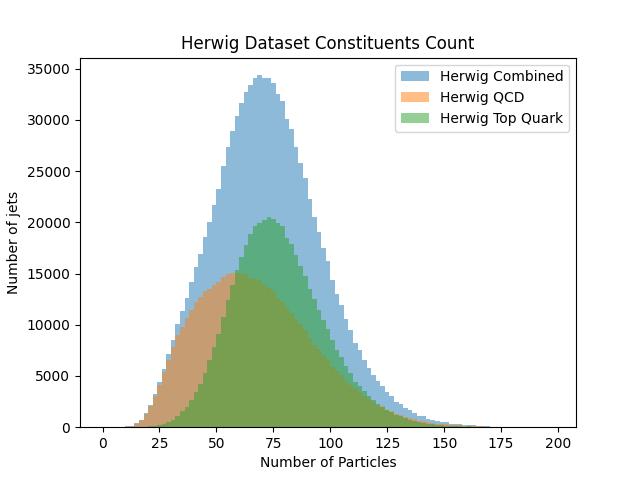 Herwig Dataset Constituents Count
Herwig Combined
Herwig QCD
Herwig Top Quark
Number of jets
35000
30000
25000
20000
15000
10000
5000
0
0 25 50 75 100 125 150 175 200
Number of Particles